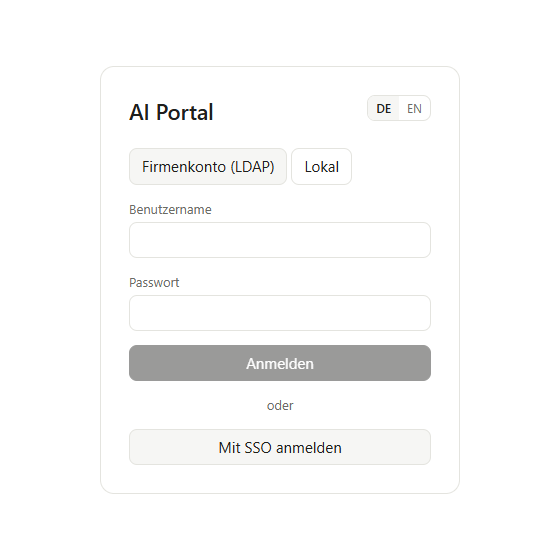 AI Portal
DE EN
Firmenkonto (LDAP) Lokal
Benutzername
Passwort
Anmelden
oder
Mit SSO anmelden